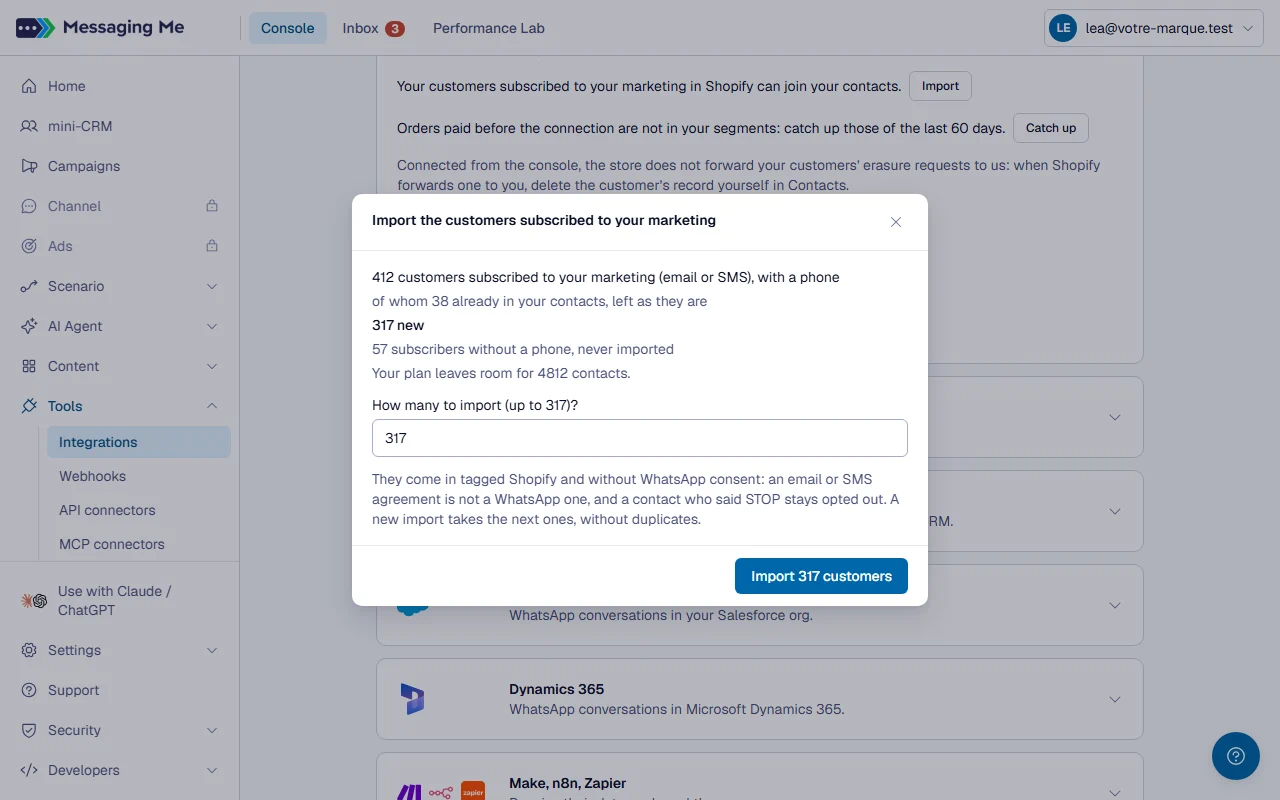 Messaging Me
Console
Inbox 3
Performance Lab
LE lea@votre-marque.test
Home
mini-CRM
Campaigns
Channel
Ads
Scenario
AI Agent
Content
Tools
Integrations
Webhooks
API connectors
MCP connectors
Use with Claude /
ChatGPT
Settings
Support
Security
Developers
Your customers subscribed to your marketing in Shopify can join your contacts. Import
Orders paid before the connection are not in your segments: catch up those of the last 60 days. Catch up
Connected from the console, the store does not forward your customers' erasure requests to us: when Shopify
forwards one to you, delete the customer's record yourself in Contacts.
Import the customers subscribed to your marketing
412 customers subscribed to your marketing (email or SMS), with a phone
of whom 38 already in your contacts, left as they are
317 new
57 subscribers without a phone, never imported
Your plan leaves room for 4812 contacts.
How many to import (up to 317)?
317
They come in tagged Shopify and without WhatsApp consent: an email or SMS
agreement is not a WhatsApp one, and a contact who said STOP stays opted out. A
new import takes the next ones, without duplicates.
Import 317 customers
RM.
WhatsApp conversations in your Salesforce org.
Dynamics 365
WhatsApp conversations in Microsoft Dynamics 365.
zapier
Make, n8n, Zapier